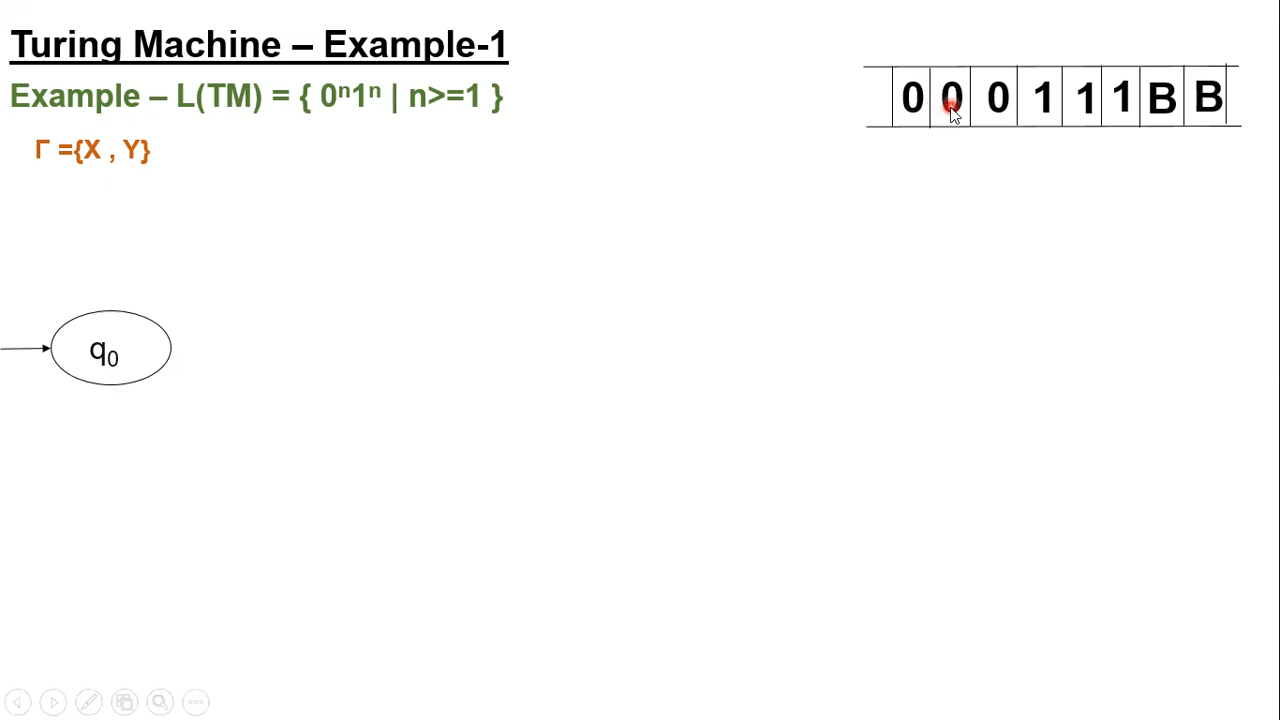 Turing Machine – Example-1
Example – L(TM) = { 0ⁿ1ⁿ | n>=1 }
Γ ={X , Y}
0 0 0 1 1 1 B B
q₀